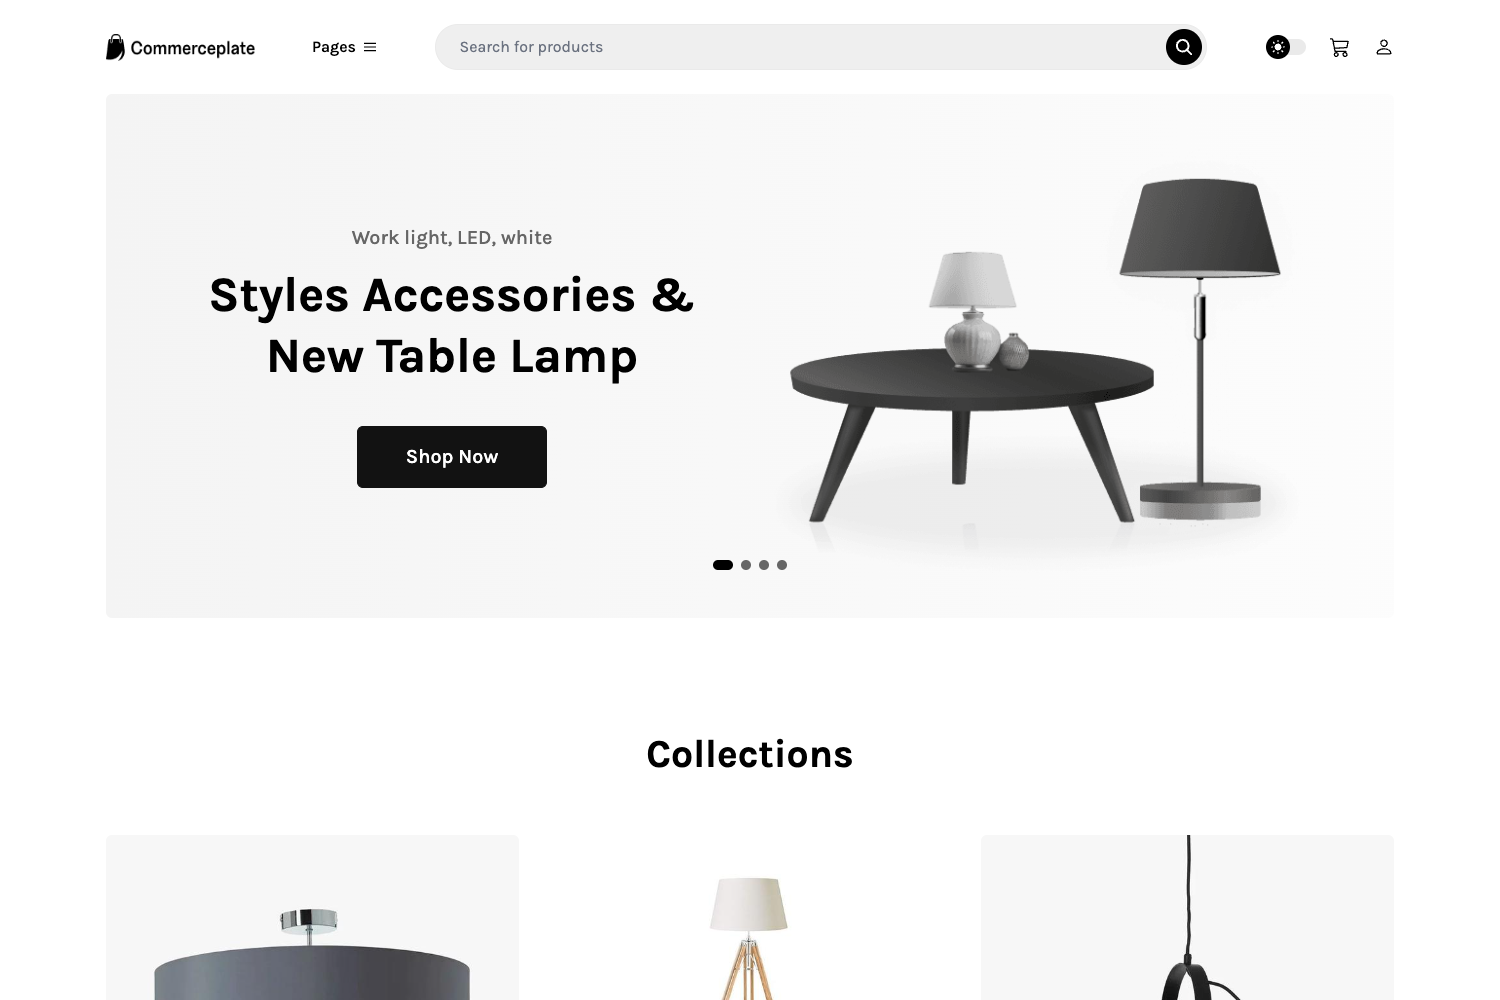 Commerceplate
Pages
Search for products
Work light, LED, white
Styles Accessories &
New Table Lamp
Shop Now
Collections